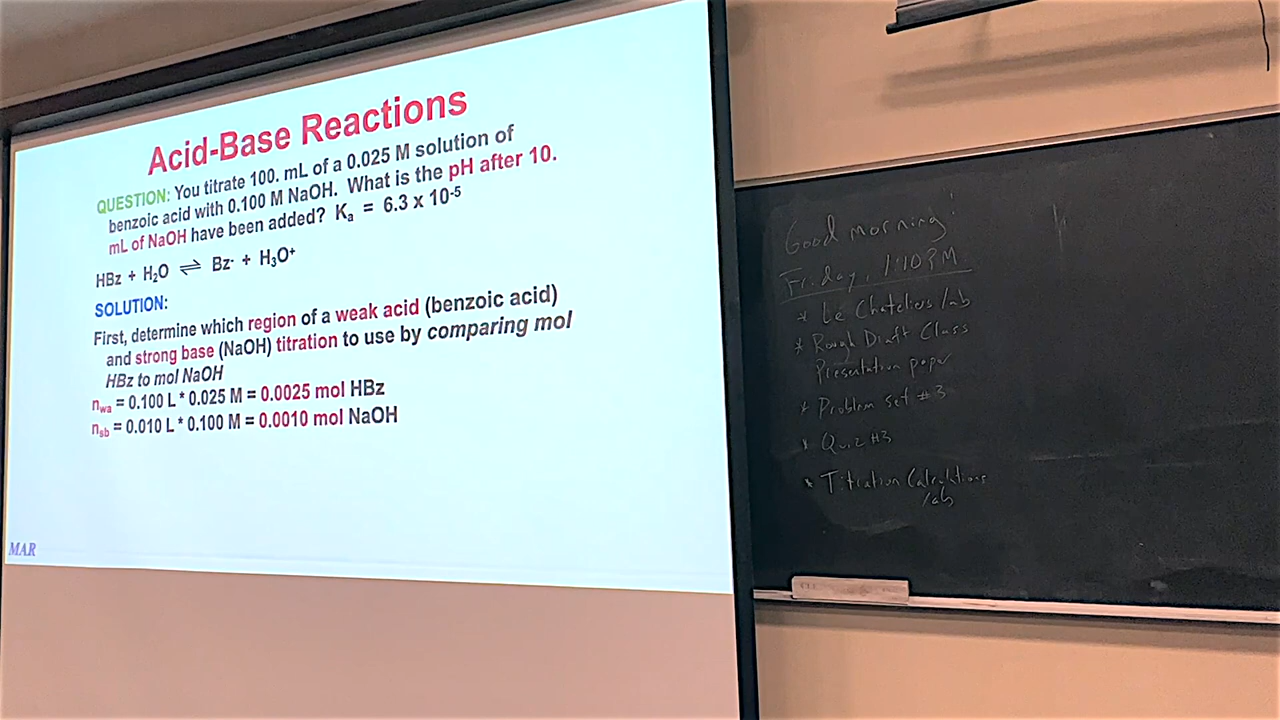 Acid-Base Reactions
QUESTION: You titrate 100. mL of a 0.025 M solution of
benzoic acid with 0.100 M NaOH. What is the pH after 10.
mL of NaOH have been added? Kₐ = 6.3 x 10⁻⁵
HBz + H₂O ⇌ Bz⁻ + H₃O⁺
SOLUTION:
First, determine which region of a weak acid (benzoic acid)
and strong base (NaOH) titration to use by comparing mol
HBz to mol NaOH
n_wa = 0.100 L * 0.025 M = 0.0025 mol HBz
n_sb = 0.010 L * 0.100 M = 0.0010 mol NaOH
MAR
Good morning!
Friday, 1:10 PM
* Le Chateliers lab
* Rough Draft Class
Presentation paper
* Problem set #3
* Quiz #3
* Titration Calculations
lab